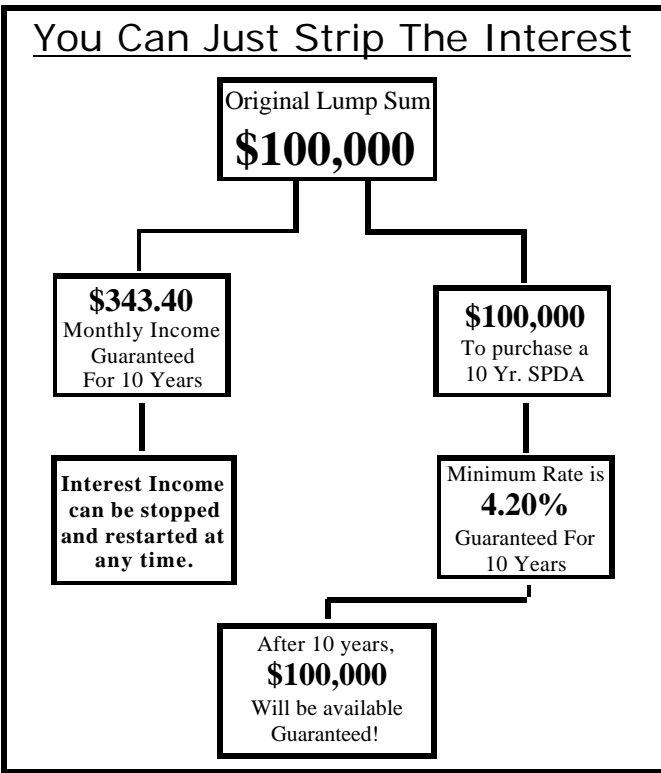 You Can Just Strip The Interest
Original Lump Sum
$100,000
$343.40
Monthly Income
Guaranteed
For 10 Years
$100,000
To purchase a
10 Yr. SPDA
Interest Income
can be stopped
and restarted at
any time.
Minimum Rate is
4.20%
Guaranteed For
10 Years
After 10 years,
$100,000
Will be available
Guaranteed!